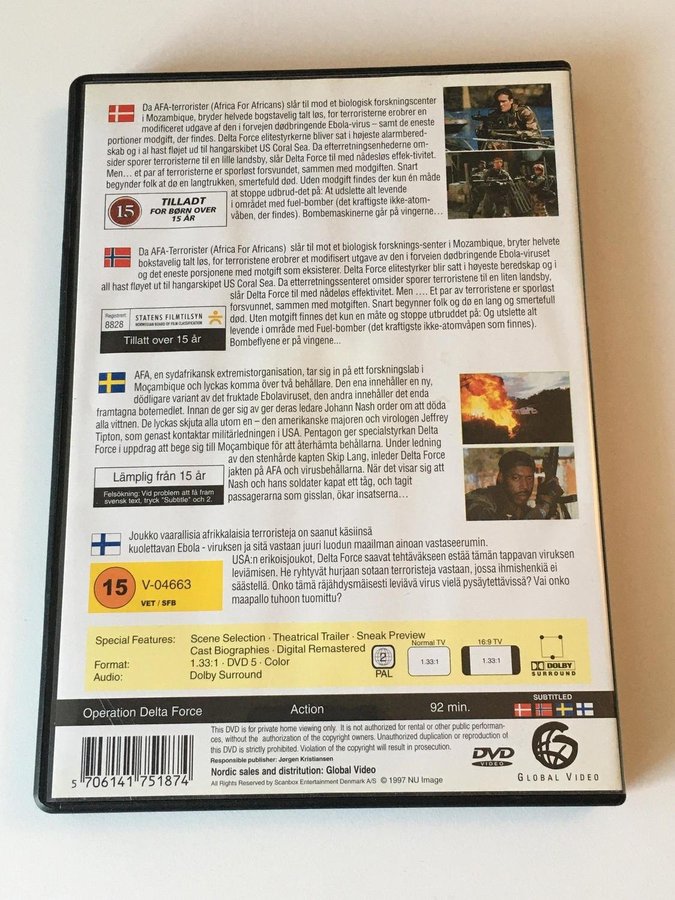 Da AFA-terrorister (Africa For Africans) slår til mod et biologisk forskningscenter
i Mozambique, bryder helvede bogstavelig talt løs, for terroristerne erobrer en
modificeret udgave af den i forvejen dødbringende Ebola-virus – samt de eneste
portioner modgift, der findes. Delta Force elitestyrkerne bliver sat i højeste alarmbered-
skab og i al hast fløjet ud til hangarskibet US Coral Sea. Da efterretningsenhederne om-
sider sporer terroristerne til en lille landsby, slår Delta Force til med nådesløs effek-tivitet.
Men… et par af terroristerne er sporløst forsvundet, sammen med modgiften. Snart
begynder folk at dø en langtrukken, smertefuld død. Uden modgift findes der kun én måde
at stoppe udbrud-det på: At udslette alt levende
i området med fuel-bomber (det kraftigste ikke-atom-
våben, der findes). Bombemaskinerne går på vingerne…
15
TILLADT
FOR BØRN OVER
15 ÅR
Da AFA-Terrorister (Africa For Africans) slår til mot et biologisk forsknings-senter i Mozambique, bryter helvete
bokstavelig talt løs, for terroristene erobrer et modifisert utgave av den i forveien dødbringende Ebola-viruset
og det eneste porsjonene med motgift som eksisterer. Delta Force elitestyrker blir satt i høyeste beredskap og i
all hast fløyet ut til hangarskipet US Coral Sea. Da etterretningssenteret omsider sporer terroristene til en liten landsby,
slår Delta Force til med nådeløs effektivitet. Men …. Et par av terroristene er sporløst
forsvunnet, sammen med motgiften. Snart begynner folk og dø en lang og smertefull
død. Uten motgift finnes det kun en måte og stoppe utbruddet på: Og utslette alt
levende i område med Fuel-bomber (det kraftigste ikke-atomvåpen som finnes).
Bombeflyene er på vingene...
Registrert
8828
STATENS FILMTILSYN
NORWEGIAN BOARD OF FILM CLASSIFICATION
Tillatt over 15 år
AFA, en sydafrikansk extremistorganisation, tar sig in på ett forskningslab i
Moçambique och lyckas komma över två behållare. Den ena innehåller en ny,
dödligare variant av det fruktade Ebolaviruset, den andra innehåller det enda
framtagna botemedlet. Innan de ger sig av ger deras ledare Johann Nash order om att döda
alla vittnen. De lyckas skjuta alla utom en – den amerikanske majoren och virologen Jeffrey
Tipton, som genast kontaktar militärledningen i USA. Pentagon ger specialstyrkan Delta
Force i uppdrag att bege sig till Moçambique för att återhämta behållarna. Under ledning
av den stenhårde kapten Skip Lang, inleder Delta Force
jakten på AFA och virusbehållarna. När det visar sig att
Nash och hans soldater kapat ett tåg, och tagit
passagerarna som gisslan, ökar insatserna…
Lämplig från 15 år
Felsökning: Vid problem att få fram
svensk text, tryck "Subtitle" och 2.
Joukko vaarallisia afrikkalaisia terroristeja on saanut käsiinsä
kuolettavan Ebola - viruksen ja sitä vastaan juuri luodun maailman ainoan vastaseerumin.
USA:n erikoisjoukot, Delta Force saavat tehtäväkseen estää tämän tappavan viruksen
leviämisen. He ryhtyvät hurjaan sotaan terroristeja vastaan, jossa ihmishenkiä ei
säästellä. Onko tämä räjähdysmäisesti leviävä virus vielä pysäytettävissä? Vai onko
maapallo tuhoon tuomittu?
15
V-04663
VET / SFB
Special Features: Scene Selection · Theatrical Trailer · Sneak Preview
Cast Biographies · Digital Remastered
Format: 1.33:1 · DVD 5 · Color
Audio: Dolby Surround
2
PAL
Normal TV
1.33:1
16:9 TV
1.33:1
DOLBY
SURROUND
Operation Delta Force Action 92 min.
SUBTITLED
5 706141 751874
This DVD is for private home viewing only. It is not authorized for rental or other public performan-
ces, without the authorization of the copyright owners. Unauthorized duplication or reproduction of
this DVD is strictly prohibited. Violation of the copyright will result in prosecution.
Responsible publisher: Jørgen Kristiansen
Nordic sales and distribution: Global Video
All Rights Reserved by Scanbox Entertainment Denmark A/S © 1997 NU Image
DVD
VIDEO
GLOBAL VIDEO